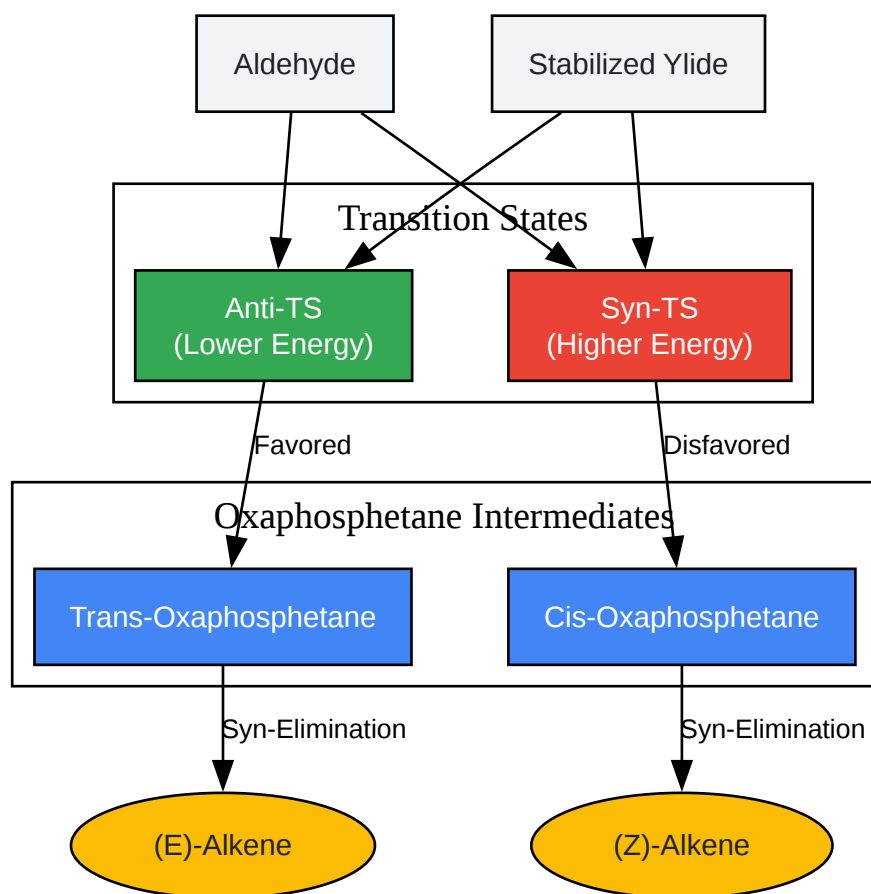 Aldehyde
Stabilized Ylide
Transition States
Anti-TS
(Lower Energy)
Syn-TS
(Higher Energy)
Favored
Disfavored
Oxaphosphetane Intermediates
Trans-Oxaphosphetane
Cis-Oxaphosphetane
Syn-Elimination
Syn-Elimination
(E)-Alkene
(Z)-Alkene